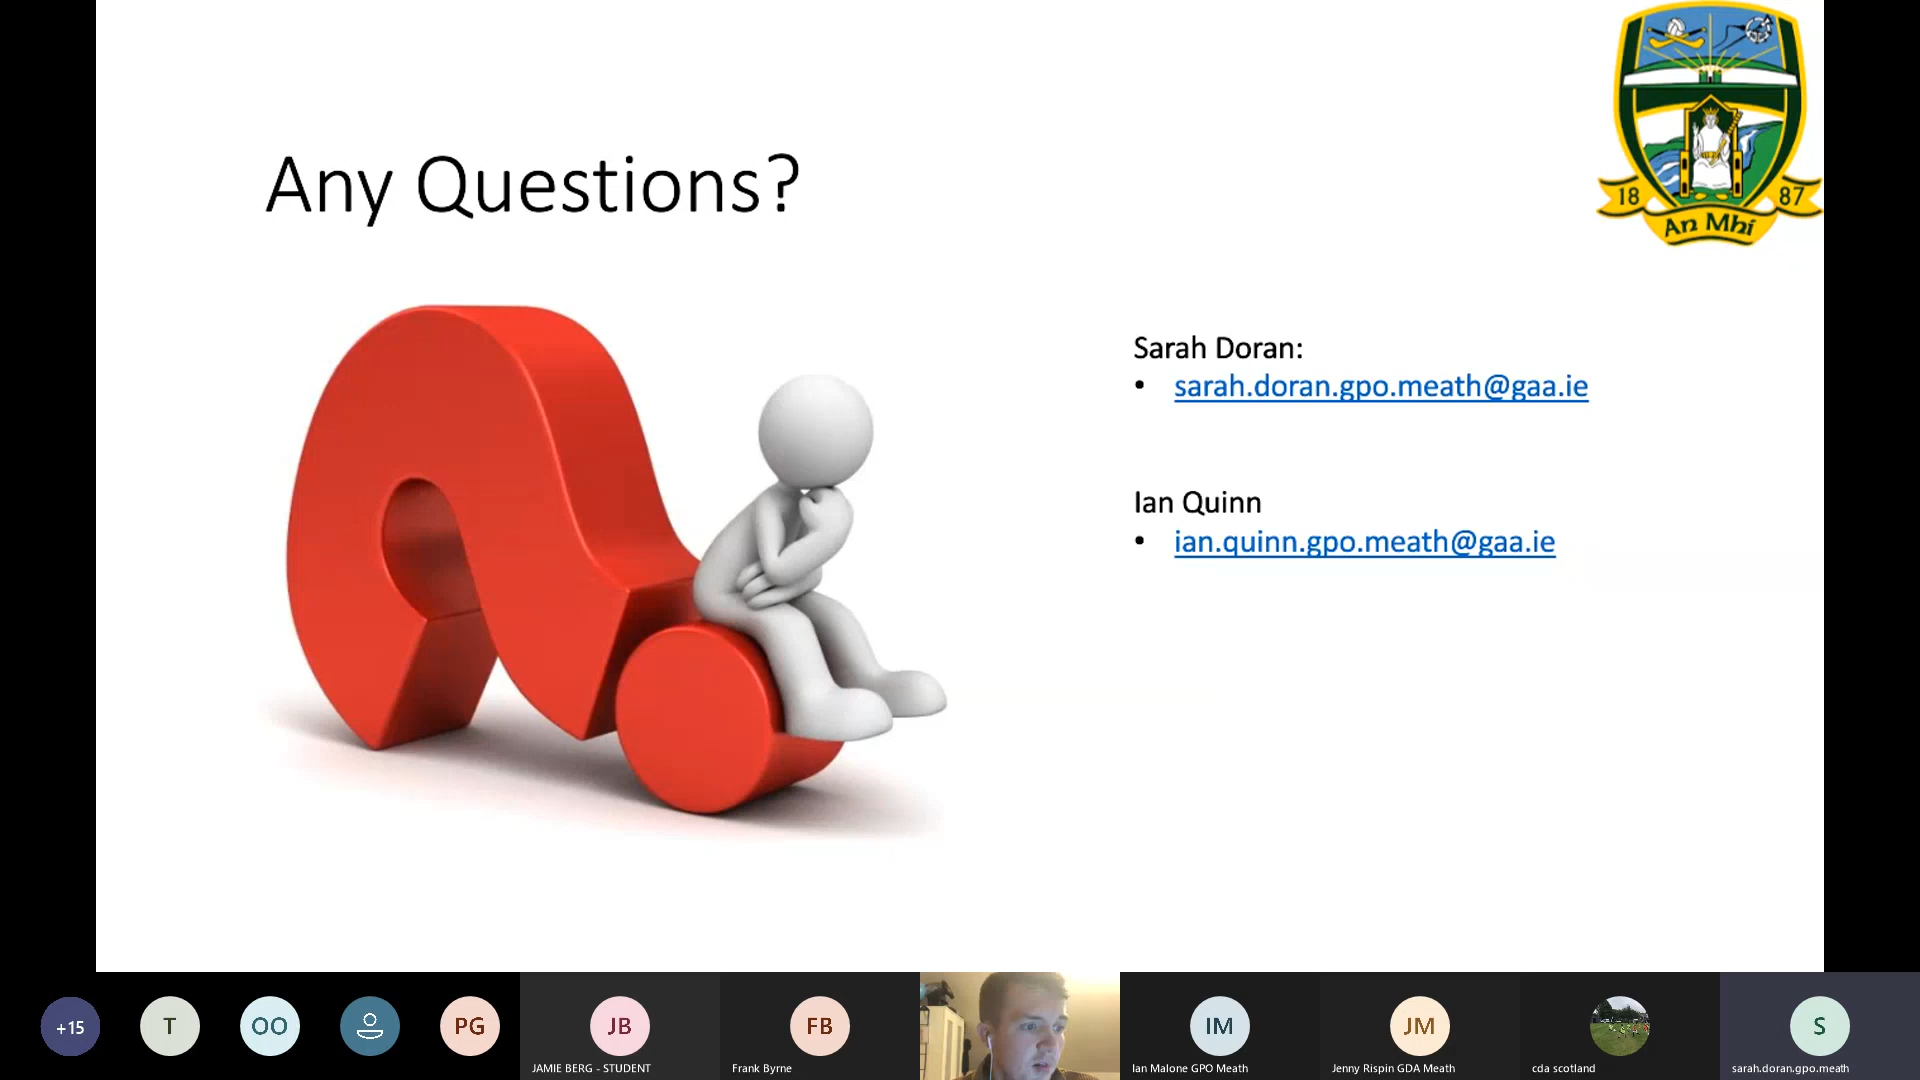 Any Questions?
18 87
An Mhí
Sarah Doran:
• sarah.doran.gpo.meath@gaa.ie
Ian Quinn
• ian.quinn.gpo.meath@gaa.ie
+15
T
OO
PG
JB
FB
IM
JM
S
JAMIE BERG - STUDENT
Frank Byrne
Ian Malone GPO Meath
Jenny Rispin GDA Meath
cda scotland
sarah.doran.gpo.meath